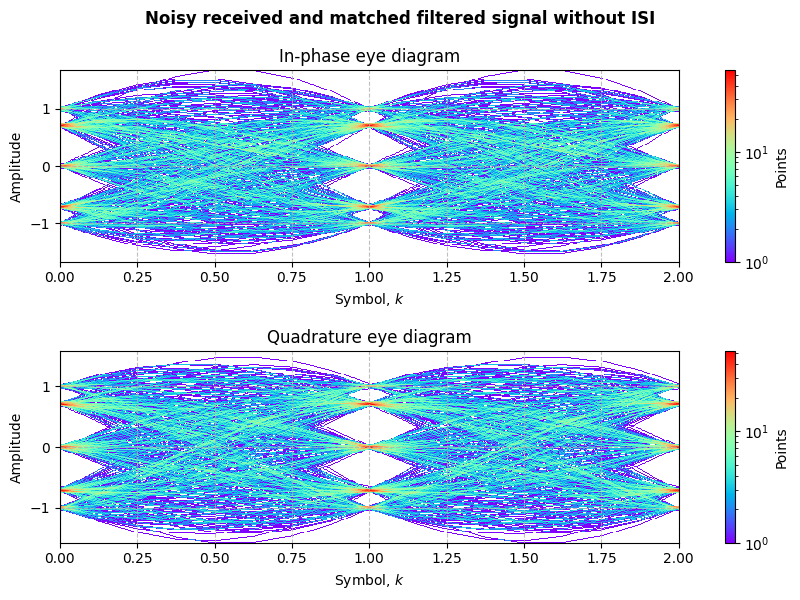 Noisy received and matched filtered signal without ISI
In-phase eye diagram
Amplitude
1
0
−1
0.00 0.25 0.50 0.75 1.00 1.25 1.50 1.75 2.00
Symbol, k
10¹
10⁰
Points
Quadrature eye diagram
Amplitude
1
0
−1
0.00 0.25 0.50 0.75 1.00 1.25 1.50 1.75 2.00
Symbol, k
10¹
10⁰
Points